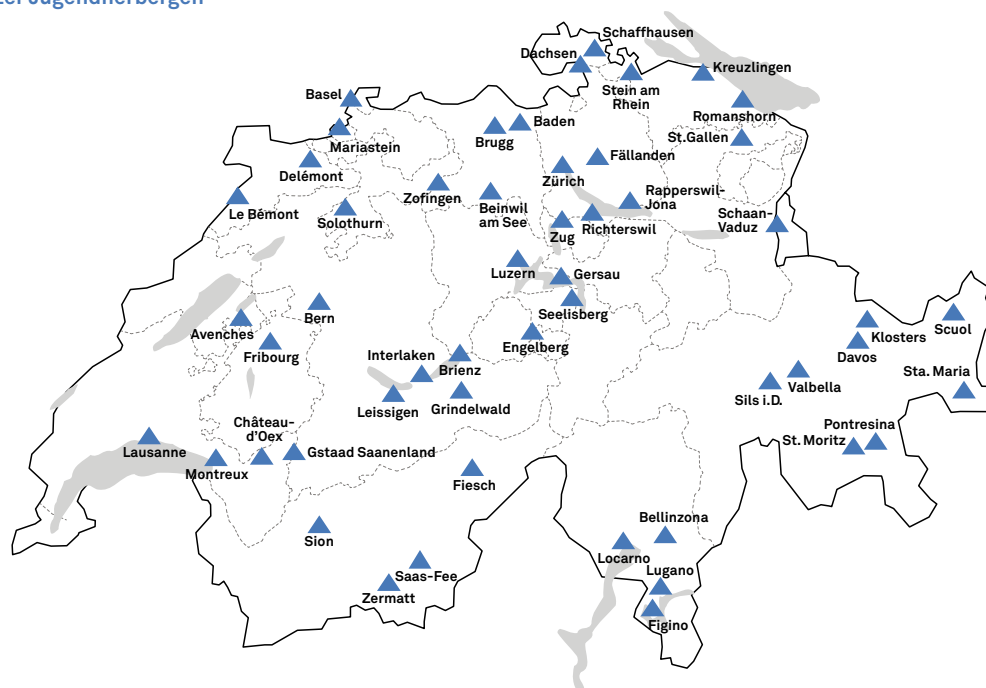 Jugendherbergen
Schaffhausen
Dachsen
Kreuzlingen
Stein am
Rhein
Basel
Romanshorn
Baden
St.Gallen
Brugg
Mariastein
Fällanden
Delémont
Zürich
Rapperswil-
Jona
Zofingen
Beinwil
am See
Le Bémont
Schaan-
Vaduz
Solothurn
Richterswil
Zug
Luzern
Gersau
Seelisberg
Bern
Avenches
Klosters
Scuol
Fribourg
Engelberg
Interlaken
Brienz
Davos
Sta. Maria
Valbella
Sils i.D.
Leissigen
Grindelwald
Château-
d’Oex
Pontresina
St. Moritz
Lausanne
Gstaad Saanenland
Montreux
Fiesch
Bellinzona
Sion
Locarno
Lugano
Saas-Fee
Zermatt
Figino